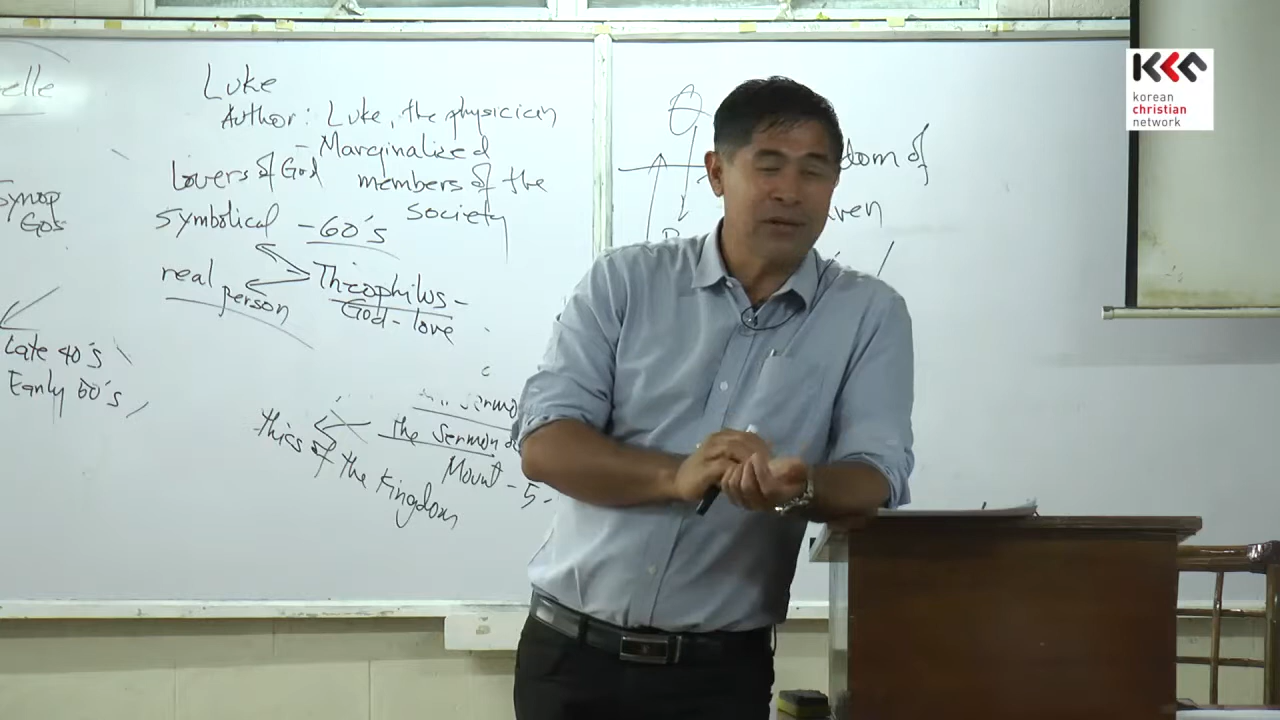 elle
Synop
Gos
Late 40's
Early 60's
Luke
Author: Luke, the physician
- Marginalized
Lovers of God members of the
society
symbolical - 60's
real
person
Theophilus -
God-love
sermo
the Sermon
Mount - 5 -
of the Kingdom
dom of
ven
korean
christian
network